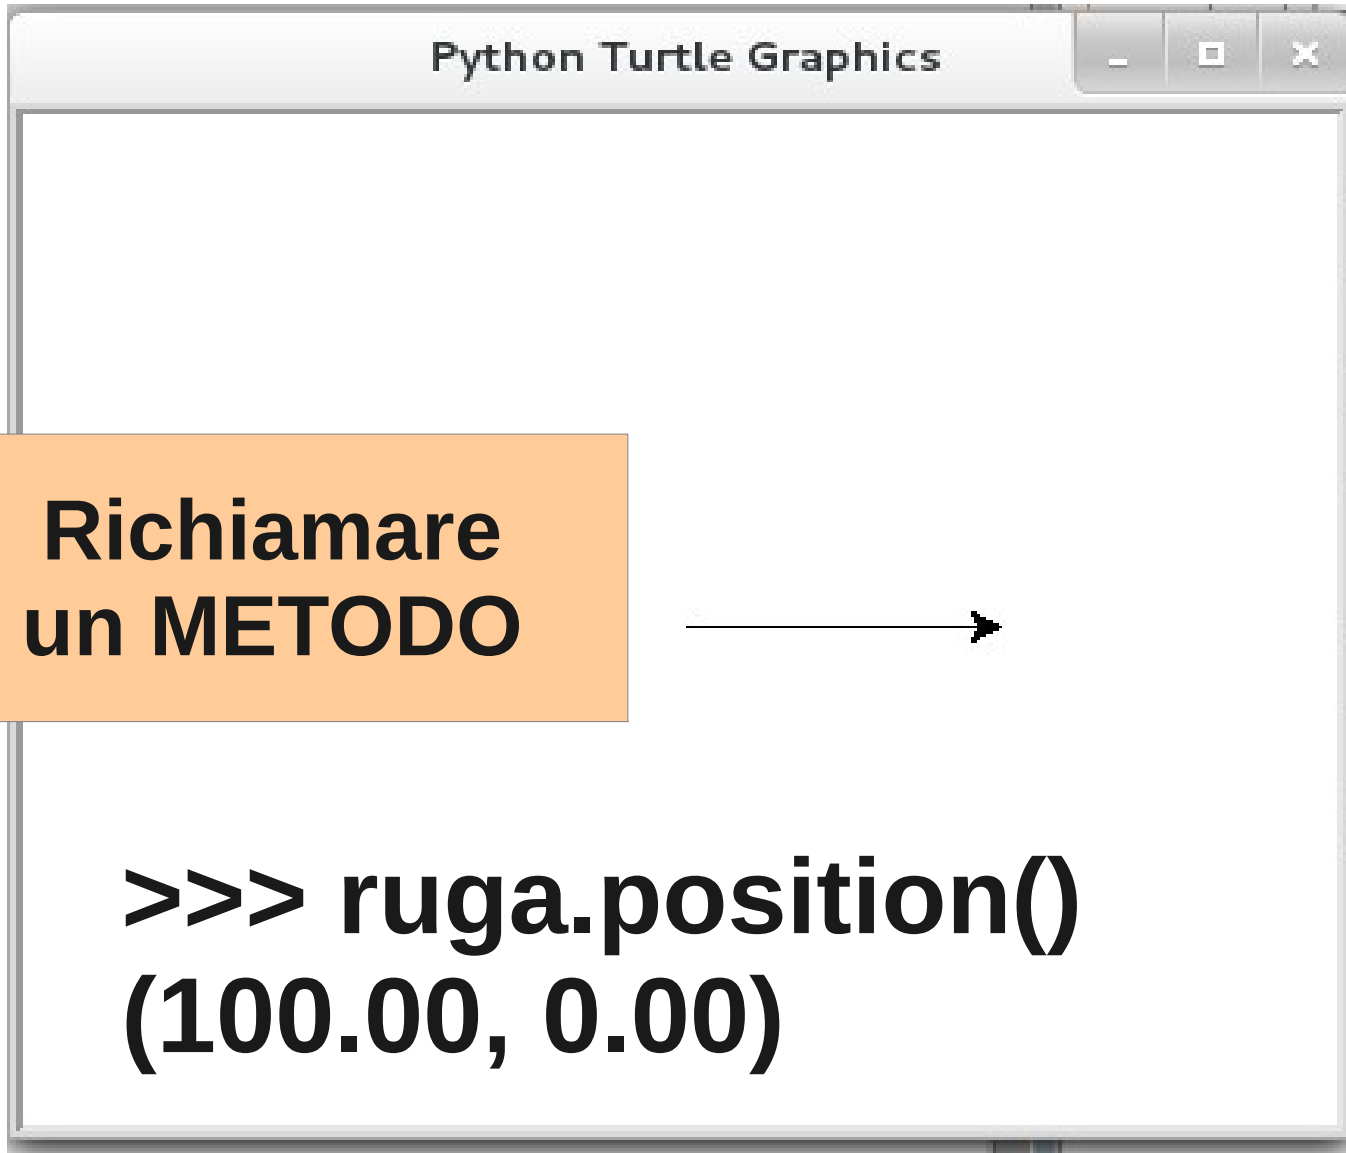 Python Turtle Graphics
Richiamare
un METODO
>>> ruga.position()
(100.00, 0.00)